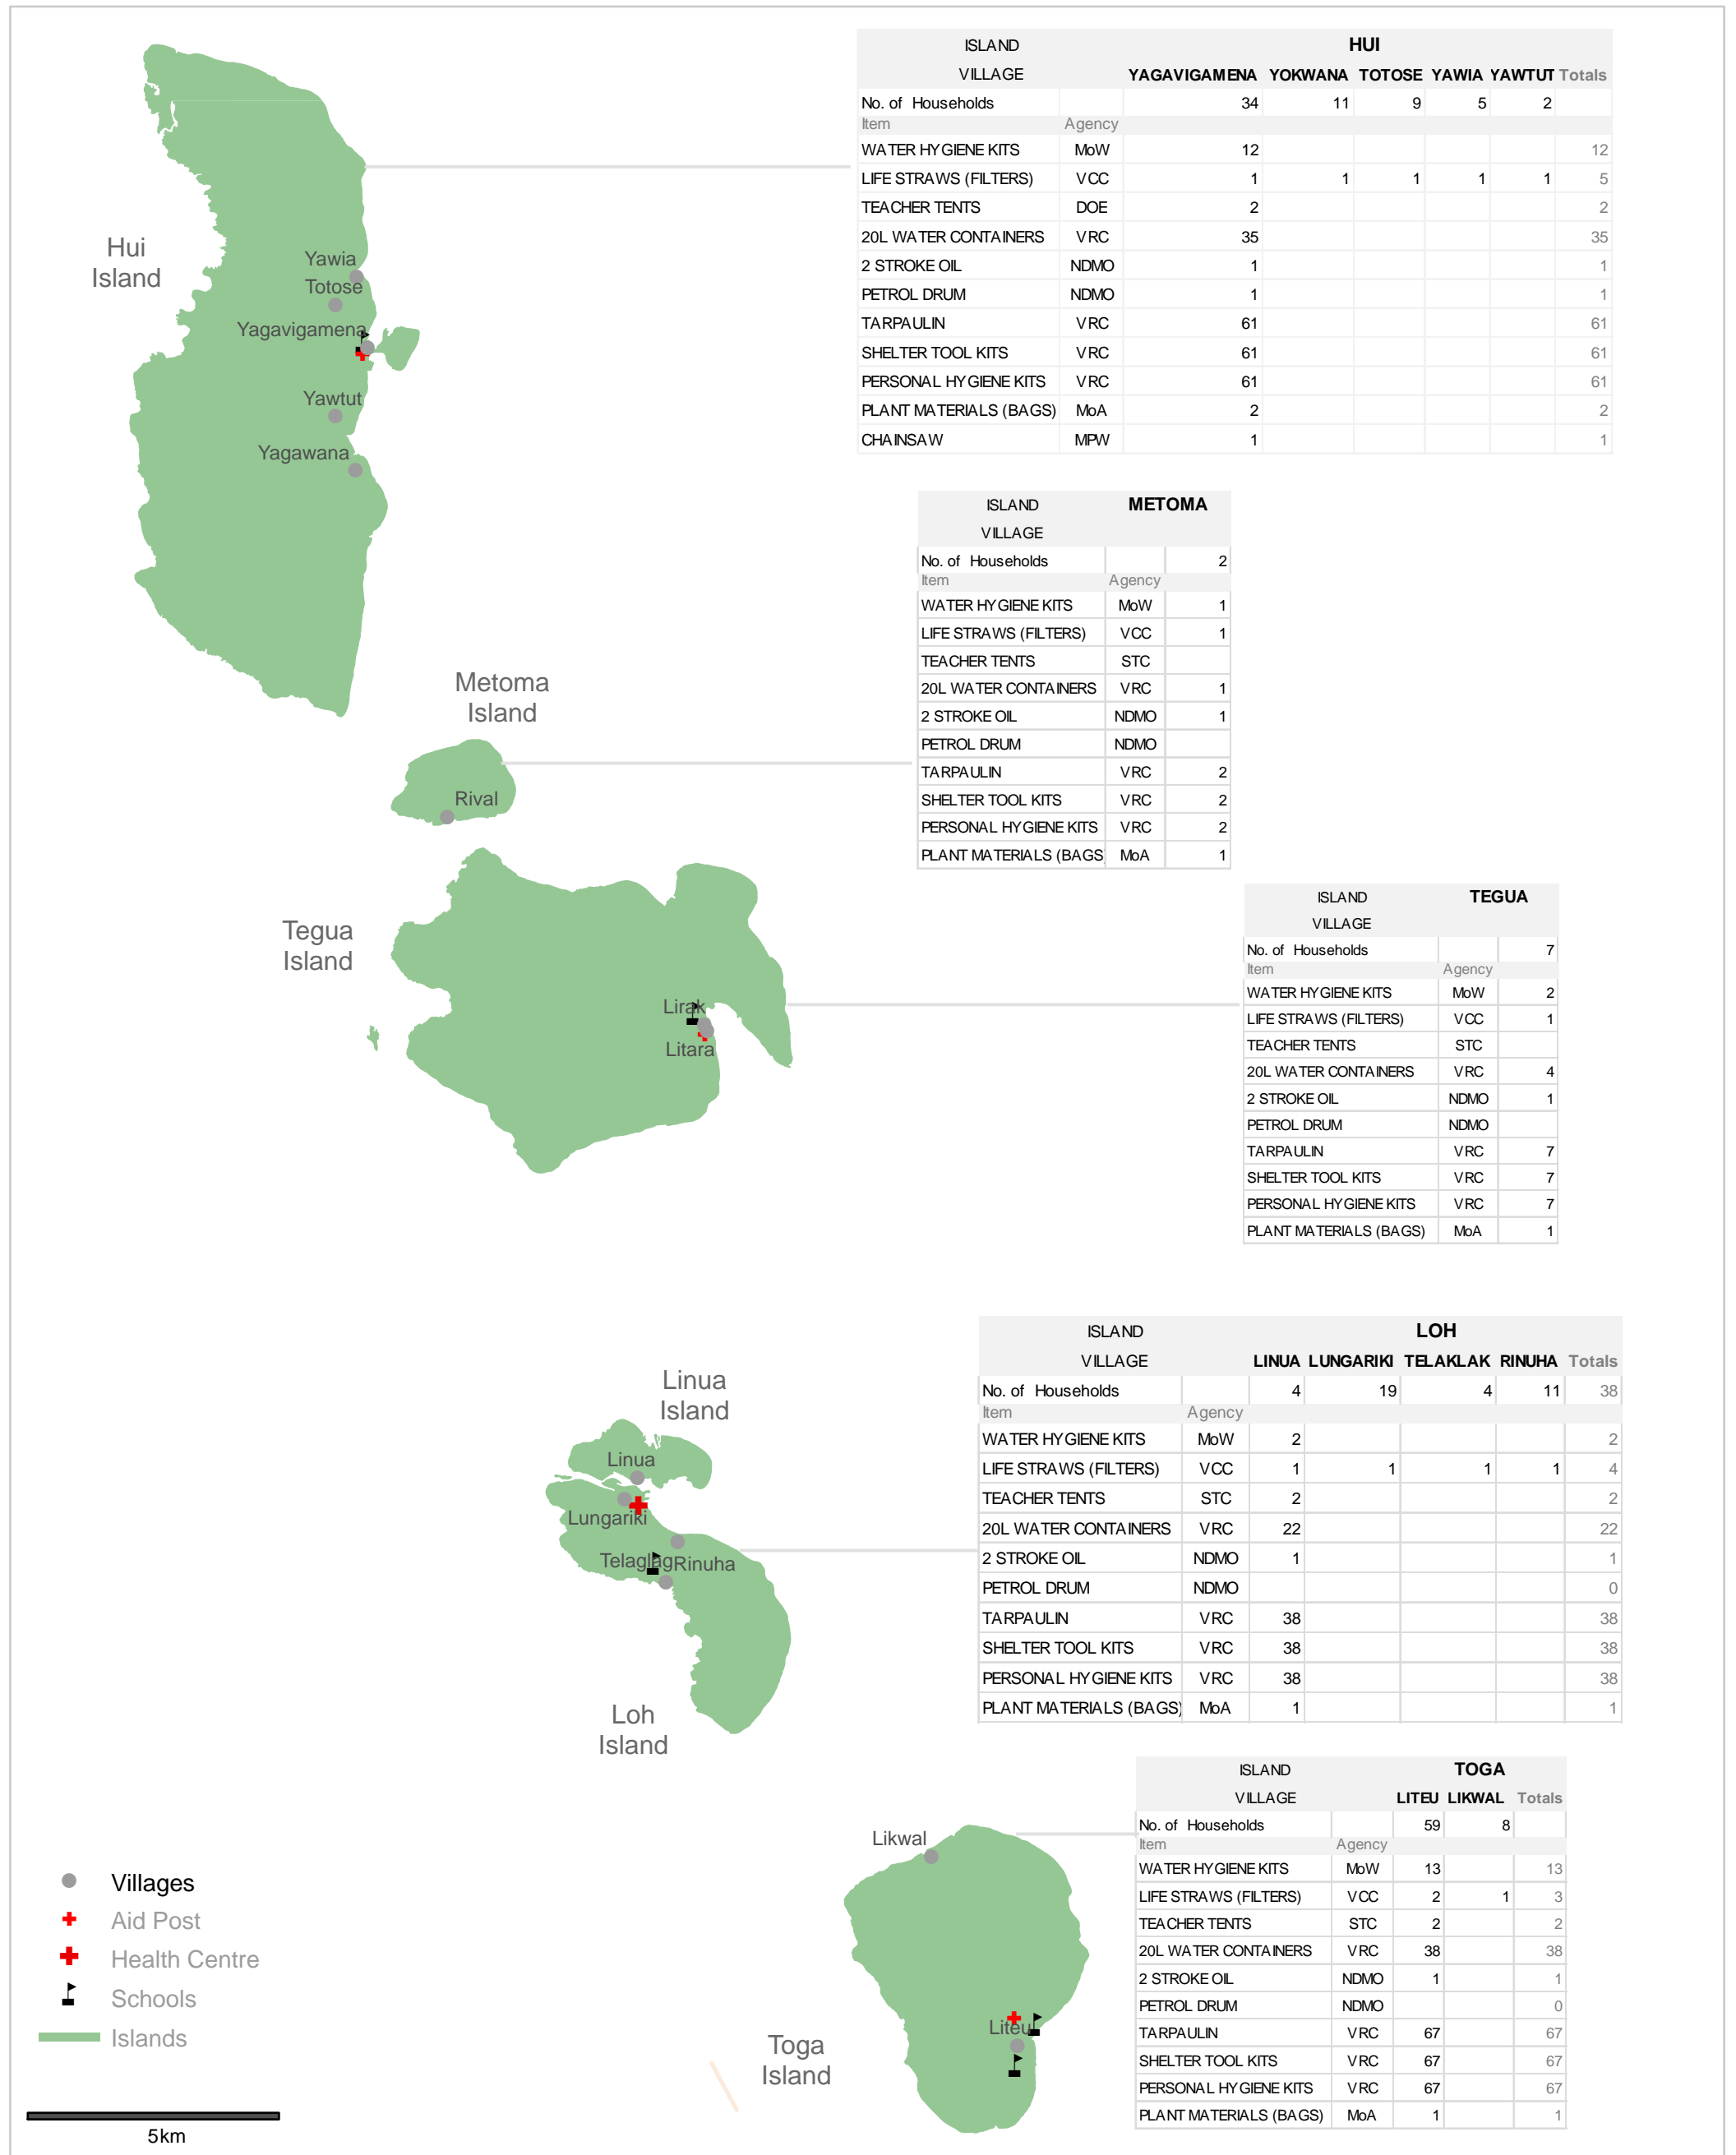 ISLAND HUI
VILLAGE YAGAVIGAMENA YOKWANA TOTOSE YAWIA YAWTUT Totals
No. of Households 34 11 9 5 2
Item Agency
WATER HYGIENE KITS MoW 12 12
LIFE STRAWS (FILTERS) VCC 1 1 1 1 1 5
TEACHER TENTS DOE 2 2
20L WATER CONTAINERS VRC 35 35
2 STROKE OIL NDMO 1 1
PETROL DRUM NDMO 1 1
TARPAULIN VRC 61 61
SHELTER TOOL KITS VRC 61 61
PERSONAL HYGIENE KITS VRC 61 61
PLANT MATERIALS (BAGS) MoA 2 2
CHAINSAW MPW 1 1
Hui
Island
Yawia
Totose
Yagavigamena
Yawtut
Yagawana
ISLAND METOMA
VILLAGE
No. of Households 2
Item Agency
WATER HYGIENE KITS MoW 1
LIFE STRAWS (FILTERS) VCC 1
TEACHER TENTS STC
20L WATER CONTAINERS VRC 1
2 STROKE OIL NDMO 1
PETROL DRUM NDMO
TARPAULIN VRC 2
SHELTER TOOL KITS VRC 2
PERSONAL HYGIENE KITS VRC 2
PLANT MATERIALS (BAGS MoA 1
Metoma
Island
Rival
ISLAND TEGUA
VILLAGE
No. of Households 7
Item Agency
WATER HYGIENE KITS MoW 2
LIFE STRAWS (FILTERS) VCC 1
TEACHER TENTS STC
20L WATER CONTAINERS VRC 4
2 STROKE OIL NDMO 1
PETROL DRUM NDMO
TARPAULIN VRC 7
SHELTER TOOL KITS VRC 7
PERSONAL HYGIENE KITS VRC 7
PLANT MATERIALS (BAGS) MoA 1
Tegua
Island
Lirak
Litara
ISLAND LOH
VILLAGE LINUA LUNGARIKI TELAKLAK RINUHA Totals
No. of Households 4 19 4 11 38
Item Agency
WATER HYGIENE KITS MoW 2 2
LIFE STRAWS (FILTERS) VCC 1 1 1 1 4
TEACHER TENTS STC 2 2
20L WATER CONTAINERS VRC 22 22
2 STROKE OIL NDMO 1 1
PETROL DRUM NDMO 0
TARPAULIN VRC 38 38
SHELTER TOOL KITS VRC 38 38
PERSONAL HYGIENE KITS VRC 38 38
PLANT MATERIALS (BAGS) MoA 1 1
Linua
Island
Linua
Lungariki
Telaglag Rinuha
Loh
Island
ISLAND TOGA
VILLAGE LITEU LIKWAL Totals
No. of Households 59 8
Item Agency
WATER HYGIENE KITS MoW 13 13
LIFE STRAWS (FILTERS) VCC 2 1 3
TEACHER TENTS STC 2 2
20L WATER CONTAINERS VRC 38 38
2 STROKE OIL NDMO 1 1
PETROL DRUM NDMO 0
TARPAULIN VRC 67 67
SHELTER TOOL KITS VRC 67 67
PERSONAL HYGIENE KITS VRC 67 67
PLANT MATERIALS (BAGS) MoA 1 1
Likwal
Liteu
Toga
Island
Villages
Aid Post
Health Centre
Schools
Islands
5km